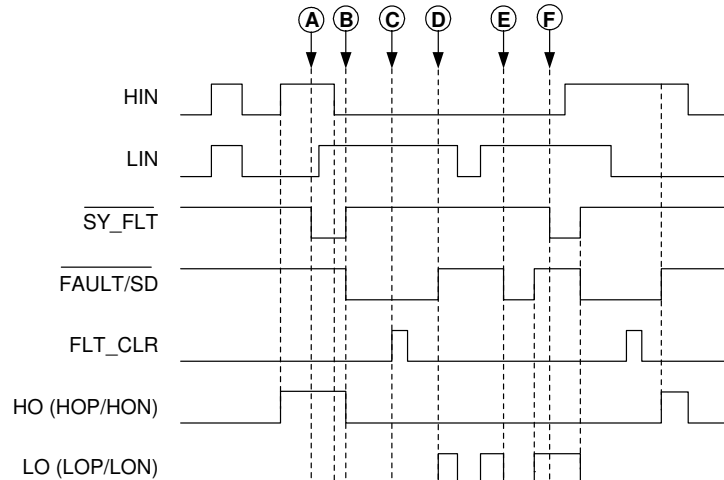 A B C D E F
HIN
LIN
SY_FLT
FAULT/SD
FLT_CLR
HO (HOP/HON)
LO (LOP/LON)